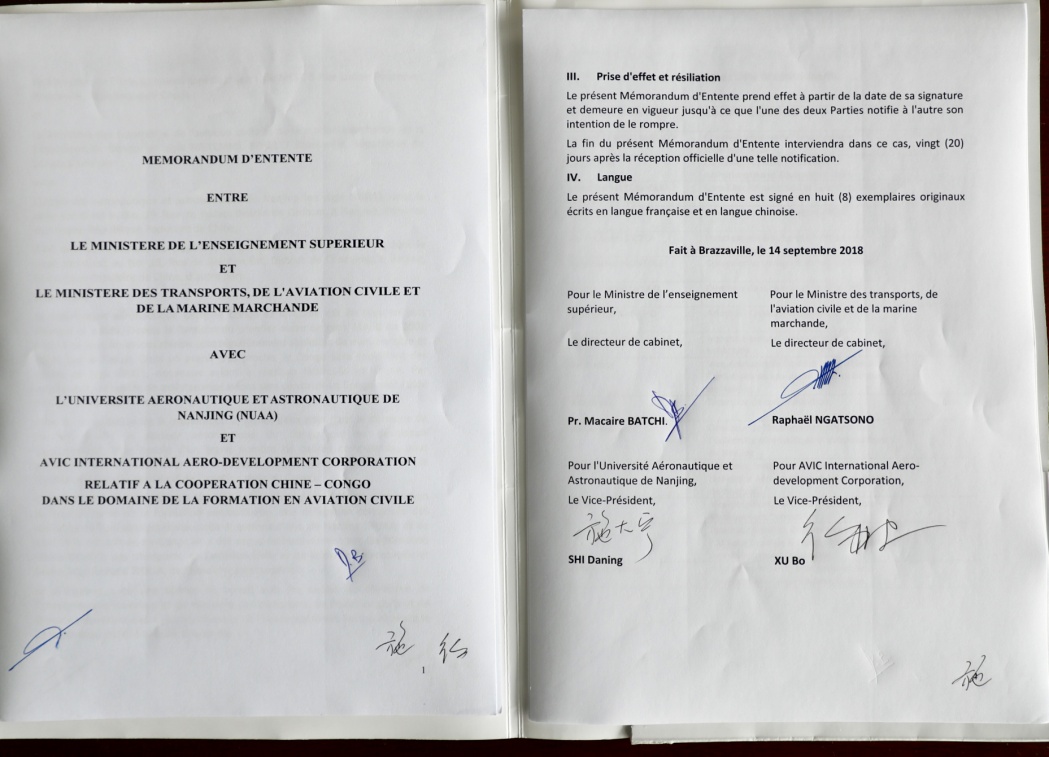 MEMORANDUM D'ENTENTE
ENTRE
LE MINISTERE DE L'ENSEIGNEMENT SUPERIEUR
ET
LE MINISTERE DES TRANSPORTS, DE L'AVIATION CIVILE ET
DE LA MARINE MARCHANDE
AVEC
L'UNIVERSITE AERONAUTIQUE ET ASTRONAUTIQUE DE
NANJING (NUAA)
ET
AVIC INTERNATIONAL AERO-DEVELOPMENT CORPORATION
RELATIF A LA COOPERATION CHINE – CONGO
DANS LE DOMAINE DE LA FORMATION EN AVIATION CIVILE
施
1
III. Prise d'effet et résiliation
Le présent Mémorandum d'Entente prend effet à partir de la date de sa signature
et demeure en vigueur jusqu'à ce que l'une des deux Parties notifie à l'autre son
intention de le rompre.
La fin du présent Mémorandum d'Entente interviendra dans ce cas, vingt (20)
jours après la réception officielle d'une telle notification.
IV. Langue
Le présent Mémorandum d'Entente est signé en huit (8) exemplaires originaux
écrits en langue française et en langue chinoise.
Fait à Brazzaville, le 14 septembre 2018
Pour le Ministre de l'enseignement
supérieur,
Le directeur de cabinet,
Pr. Macaire BATCHI.
Pour le Ministre des transports, de
l'aviation civile et de la marine
marchande,
Le directeur de cabinet,
Raphaël NGATSONO
Pour l'Université Aéronautique et
Astronautique de Nanjing,
Le Vice-Président,
SHI Daning
Pour AVIC International Aero-
development Corporation,
Le Vice-Président,
XU Bo
施